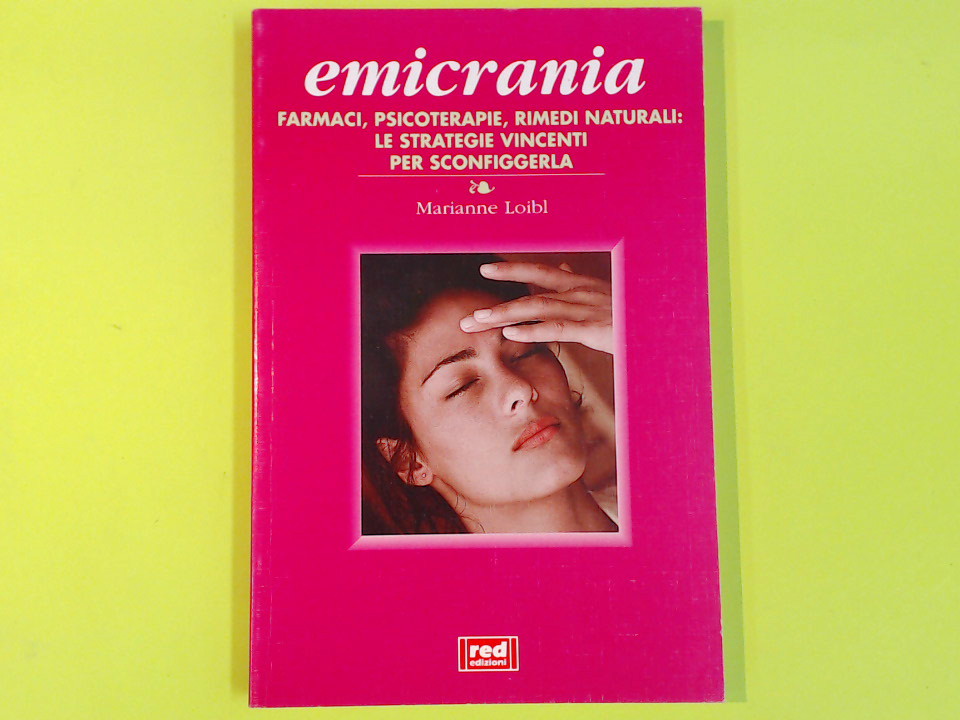 emicrania
FARMACI, PSICOTERAPIE, RIMEDI NATURALI:
LE STRATEGIE VINCENTI
PER SCONFIGGERLA
Marianne Loibl
red
edizioni